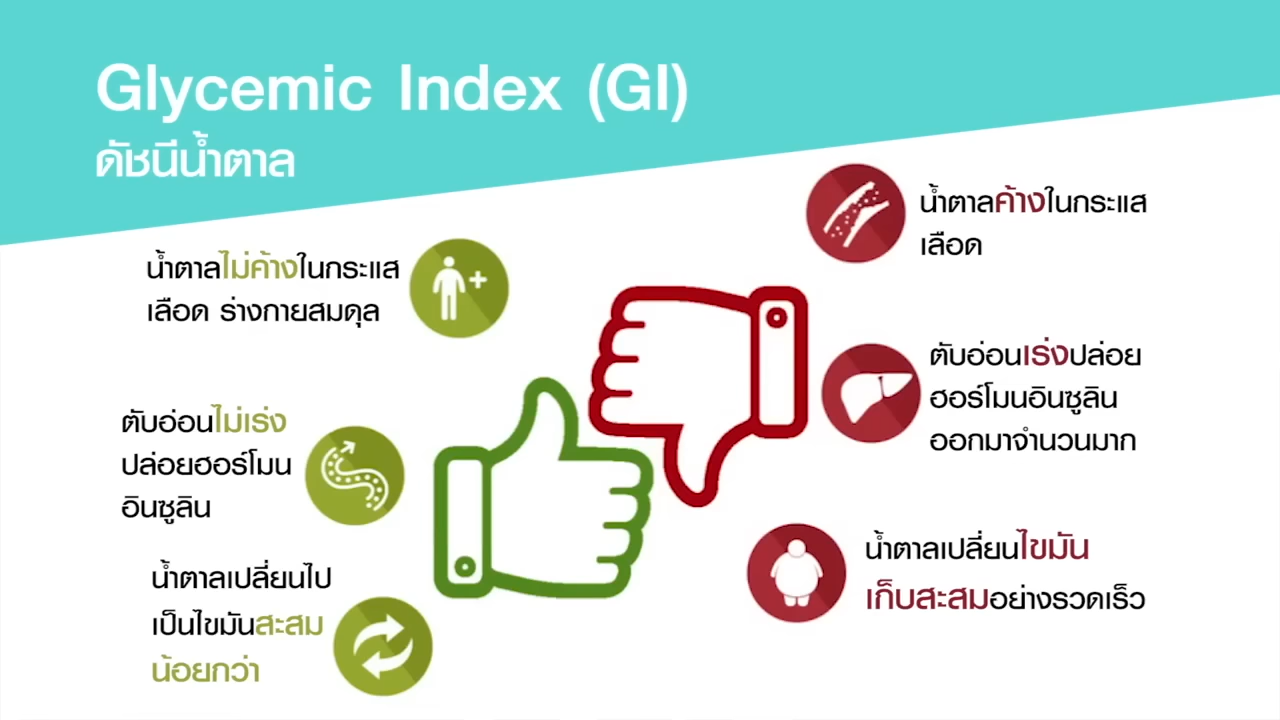 Glycemic Index (GI)
ดัชนีน้ำตาล
น้ำตาลไม่ค้างในกระแส
เลือด ร่างกายสมดุล
ตับอ่อนไม่เร่ง
ปล่อยฮอร์โมน
อินซูลิน
น้ำตาลเปลี่ยนไป
เป็นไขมันสะสม
น้อยกว่า
น้ำตาลค้างในกระแส
เลือด
ตับอ่อนเร่งปล่อย
ฮอร์โมนอินซูลิน
ออกมาจำนวนมาก
น้ำตาลเปลี่ยนไขมัน
เก็บสะสมอย่างรวดเร็ว